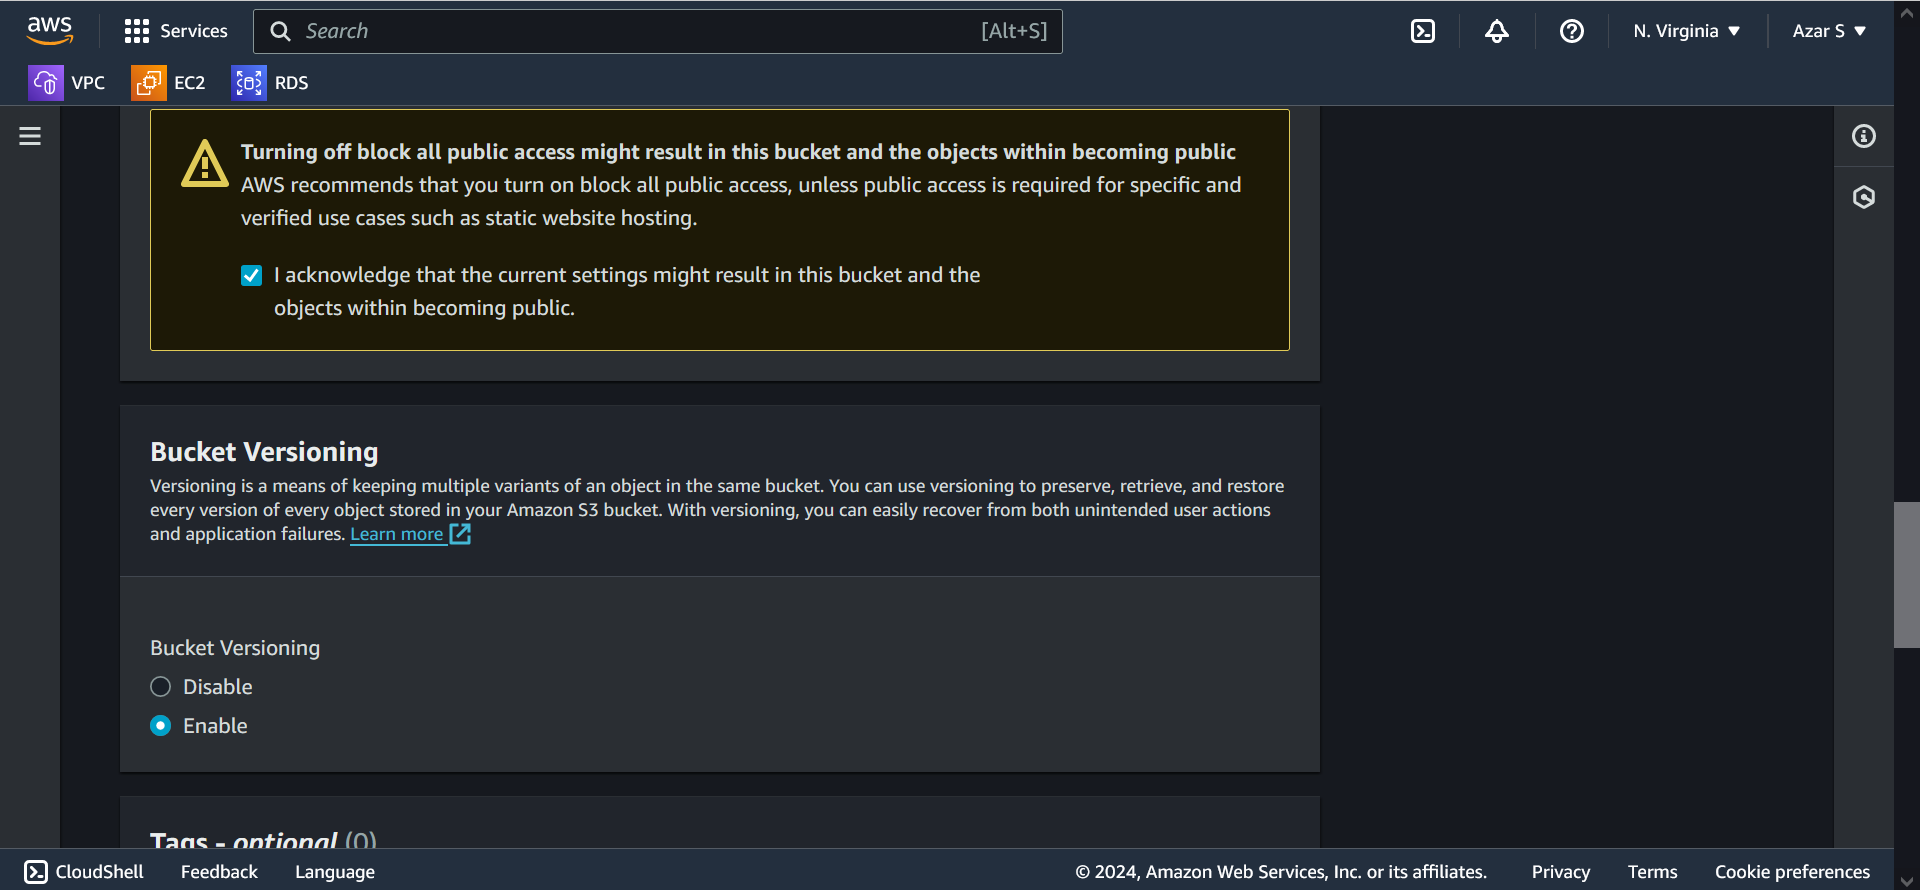 aws
Services
Search
[Alt+S]
N. Virginia
Azar S
VPC
EC2
RDS
Turning off block all public access might result in this bucket and the objects within becoming public
AWS recommends that you turn on block all public access, unless public access is required for specific and
verified use cases such as static website hosting.
I acknowledge that the current settings might result in this bucket and the
objects within becoming public.
Bucket Versioning
Versioning is a means of keeping multiple variants of an object in the same bucket. You can use versioning to preserve, retrieve, and restore
every version of every object stored in your Amazon S3 bucket. With versioning, you can easily recover from both unintended user actions
and application failures. Learn more
Bucket Versioning
Disable
Enable
Tags - optional (0)
CloudShell
Feedback
Language
© 2024, Amazon Web Services, Inc. or its affiliates.
Privacy
Terms
Cookie preferences